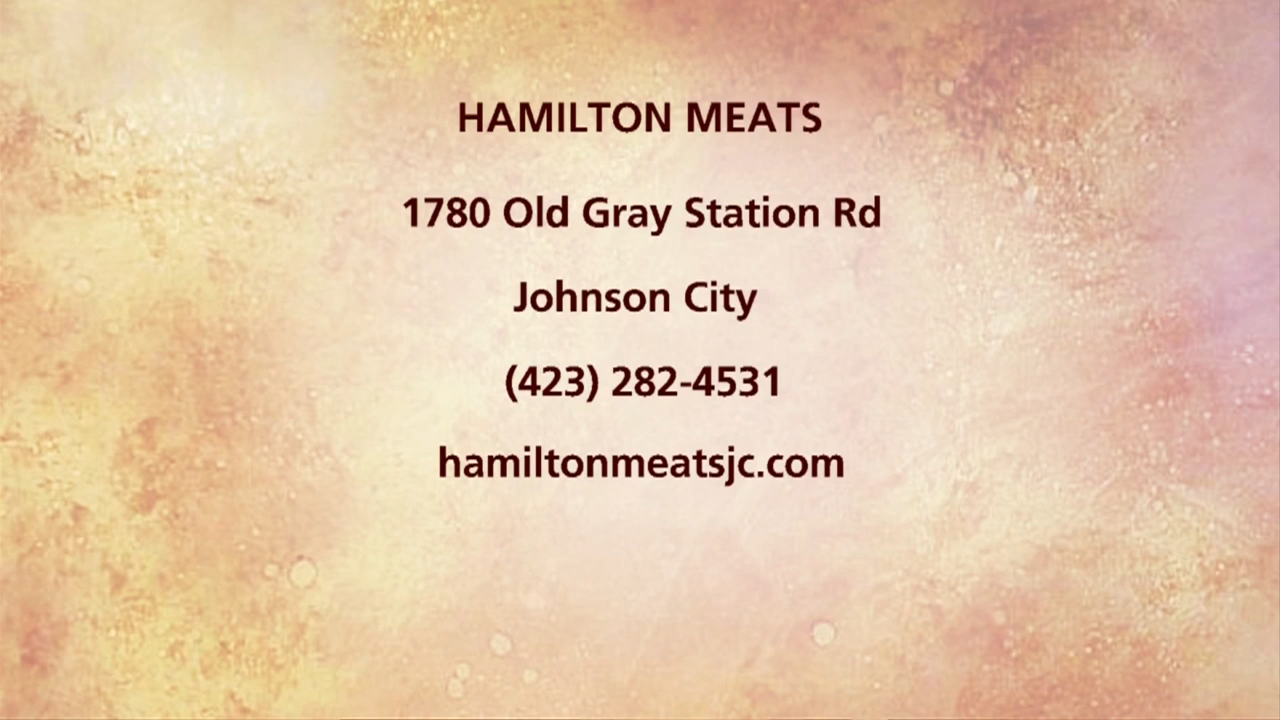 HAMILTON MEATS
1780 Old Gray Station Rd
Johnson City
(423) 282-4531
hamiltonmeatsjc.com